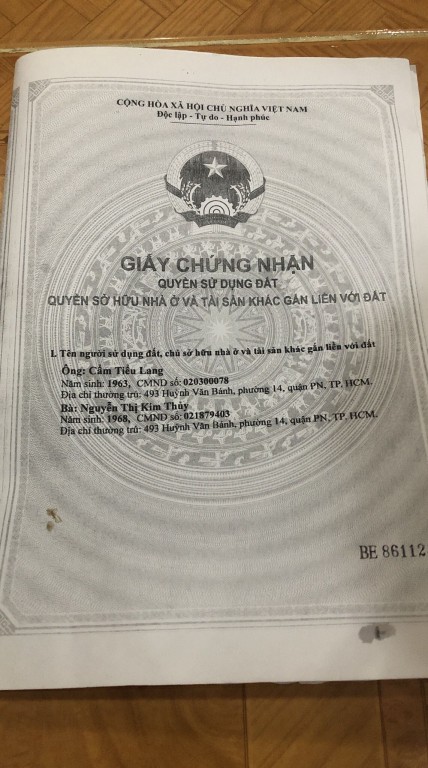 CỘNG HÒA XÃ HỘI CHỦ NGHĨA VIỆT NAM
Độc lập - Tự do - Hạnh phúc
GIẤY CHỨNG NHẬN
QUYỀN SỬ DỤNG ĐẤT
QUYỀN SỞ HỮU NHÀ Ở VÀ TÀI SẢN KHÁC GẮN LIỀN VỚI ĐẤT
I. Tên người sử dụng đất, chủ sở hữu nhà ở và tài sản khác gắn liền với đất
Ông: Cẩm Tiểu Lang
Năm sinh: 1963, CMND số: 020300078
Địa chỉ thường trú: 493 Huỳnh Văn Bánh, phường 14, quận PN, TP. HCM.
Bà: Nguyễn Thị Kim Thủy
Năm sinh: 1968, CMND số: 021879403
Địa chỉ thường trú: 493 Huỳnh Văn Bánh, phường 14, quận PN, TP. HCM.
BE 86112